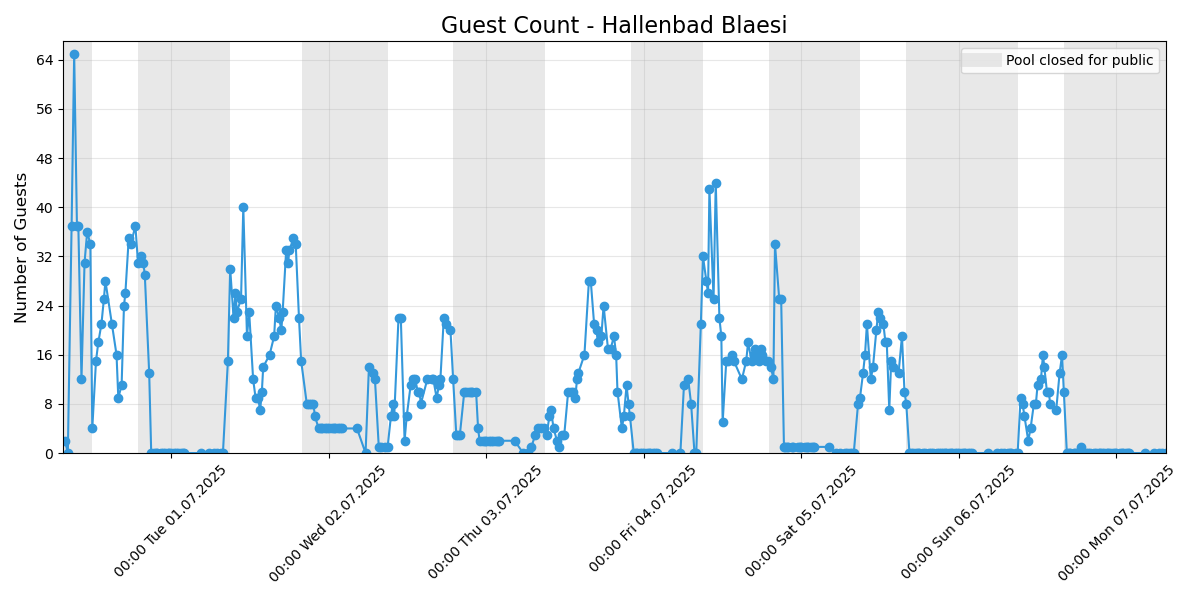 Guest Count - Hallenbad Blaesi
Pool closed for public
Number of Guests
64
56
48
40
32
24
16
8
0
00:00 Tue 01.07.2025
00:00 Wed 02.07.2025
00:00 Thu 03.07.2025
00:00 Fri 04.07.2025
00:00 Sat 05.07.2025
00:00 Sun 06.07.2025
00:00 Mon 07.07.2025